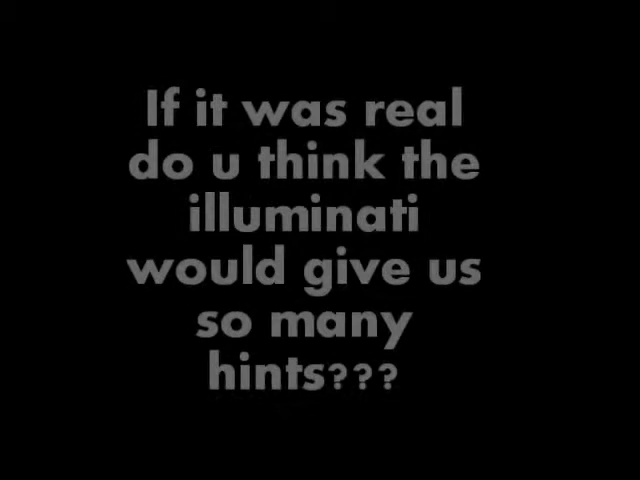 If it was real
do u think the
illuminati
would give us
so many
hints???